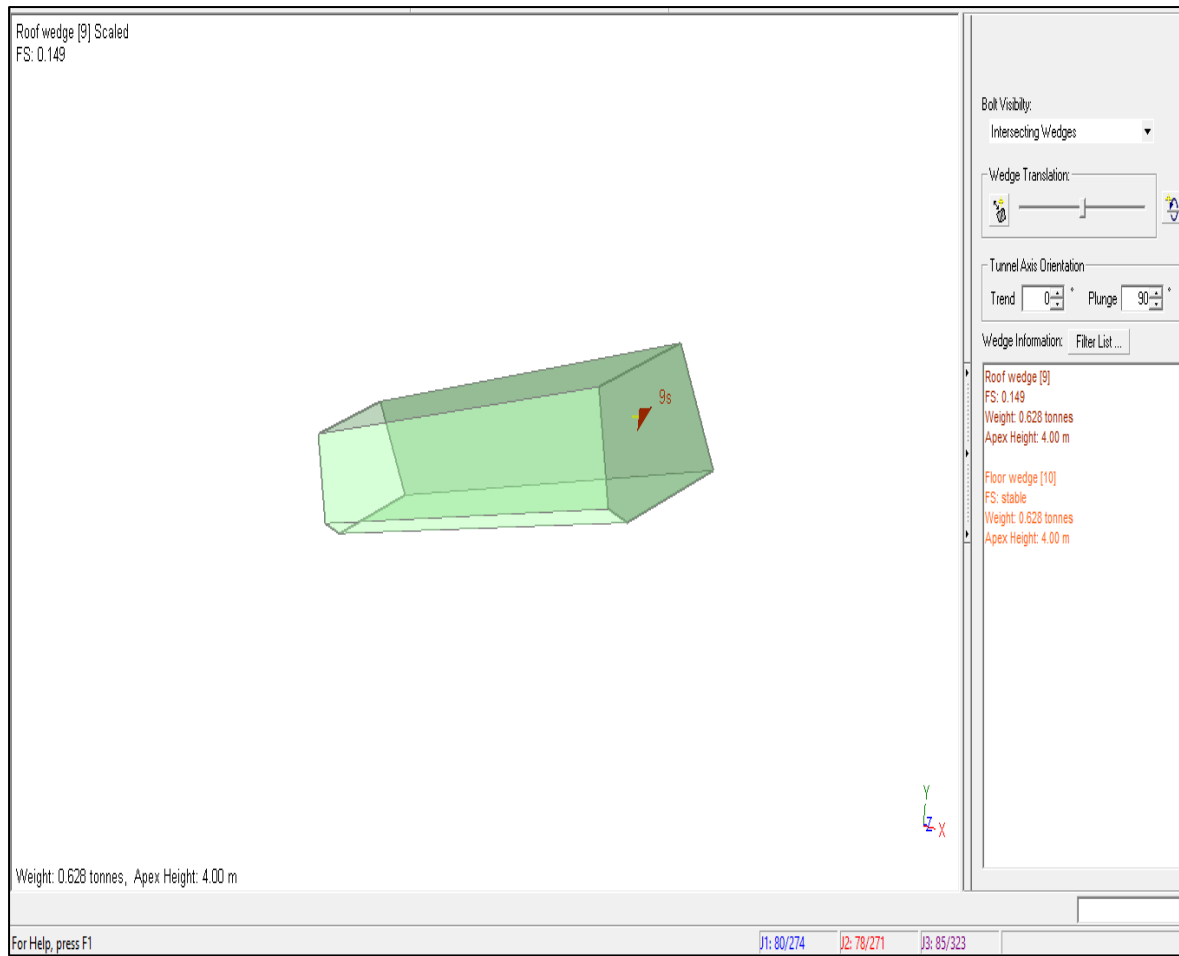 Roof wedge [9] Scaled
FS: 0.149
9s
Y
Z
X
Weight: 0.628 tonnes, Apex Height: 4.00 m
Bolt Visibilty:
Intersecting Wedges
Wedge Translation:
Tunnel Axis Orientation
Trend 0 ° Plunge 90 °
Wedge Information: Filter List ...
Roof wedge [9]
FS: 0.149
Weight: 0.628 tonnes
Apex Height: 4.00 m
Floor wedge [10]
FS: stable
Weight: 0.628 tonnes
Apex Height: 4.00 m
For Help, press F1
J1: 80/274 J2: 78/271 J3: 85/323